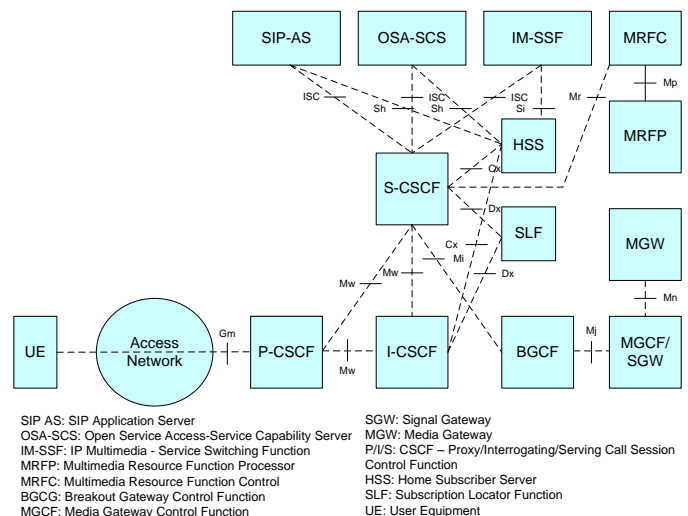 SIP-AS
OSA-SCS
IM-SSF
MRFC
ISC
Sh
ISC
Sh
ISC
Si
Mr
Mp
HSS
MRFP
S-CSCF
Cx
Dx
SLF
MGW
Cx
Mi
Mw
Mw
Dx
Mn
UE
Access
Network
Gm
P-CSCF
Mw
I-CSCF
BGCF
Mj
MGCF/
SGW
SIP AS: SIP Application Server
OSA-SCS: Open Service Access-Service Capability Server
IM-SSF: IP Multimedia - Service Switching Function
MRFP: Multimedia Resource Function Processor
MRFC: Multimedia Resource Function Control
BGCG: Breakout Gateway Control Function
MGCF: Media Gateway Control Function
SGW: Signal Gateway
MGW: Media Gateway
P/I/S: CSCF – Proxy/Interrogating/Serving Call Session
Control Function
HSS: Home Subscriber Server
SLF: Subscription Locator Function
UE: User Equipment